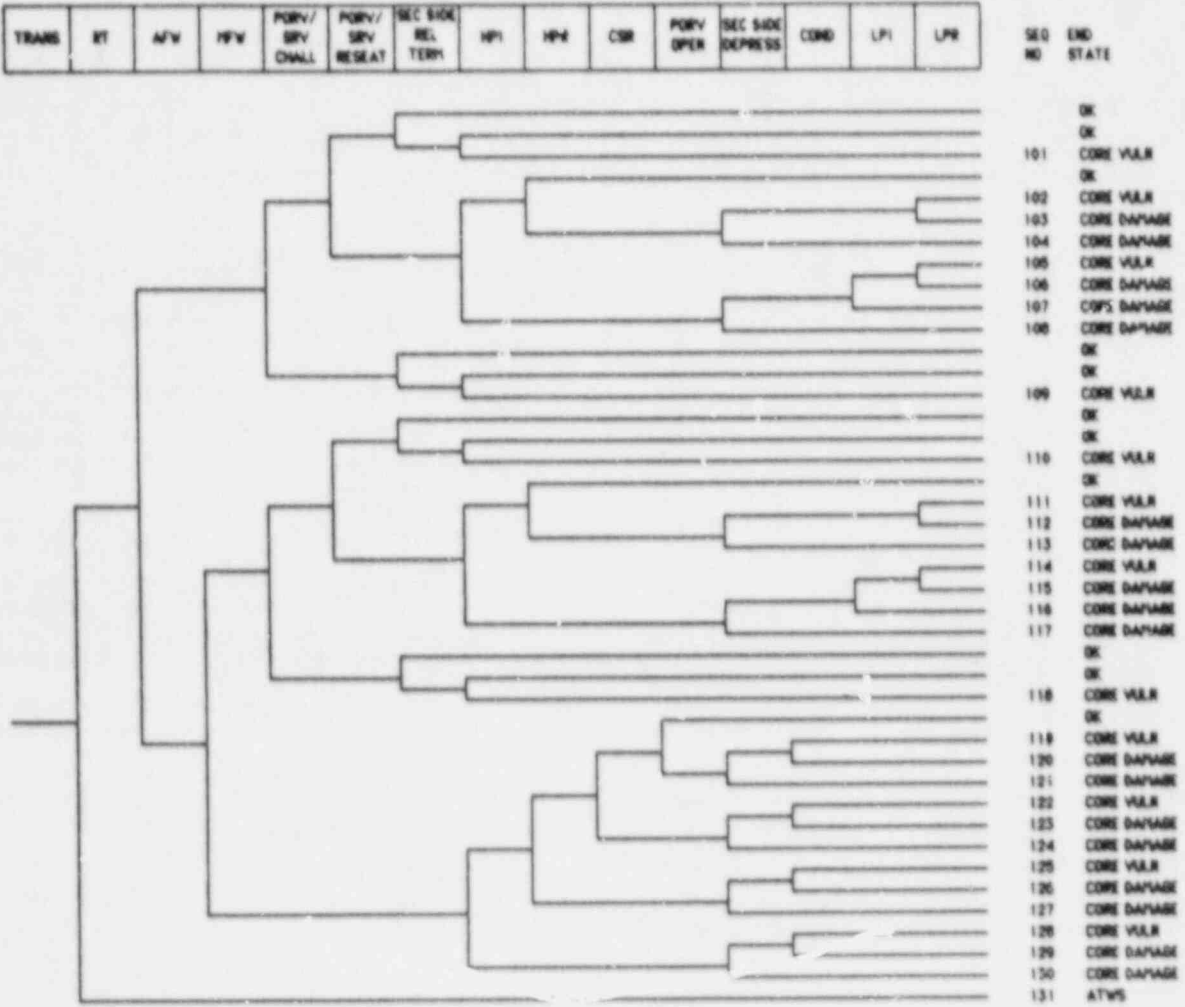 TRANS RT AFW MFW PORV/ SRV CHALL PORV/ SRV RESEAT SEC SIDE REL TERM HPI HPR CSR PORV OPEN SEC SIDE DEPRESS COND LPI LPR SEQ NO END STATE
OK
OK
101 CORE VULN
OK
102 CORE VULN
103 CORE DAMAGE
104 CORE DAMAGE
105 CORE VULN
106 CORE DAMAGE
107 DAMAGE
108 CORE DAMAGE
OK
OK
109 CORE VULN
OK
OK
110 CORE VULN
OK
111 CORE VULN
112 CORE DAMAGE
113 CORE DAMAGE
114 CORE VULN
115 CORE DAMAGE
116 CORE DAMAGE
117 CORE DAMAGE
OK
OK
118 CORE VULN
OK
119 CORE VULN
120 CORE DAMAGE
121 CORE DAMAGE
122 CORE VULN
123 CORE DAMAGE
124 CORE DAMAGE
125 CORE VULN
126 CORE DAMAGE
127 CORE DAMAGE
128 CORE VULN
129 CORE DAMAGE
130 CORE DAMAGE
131 ATWS